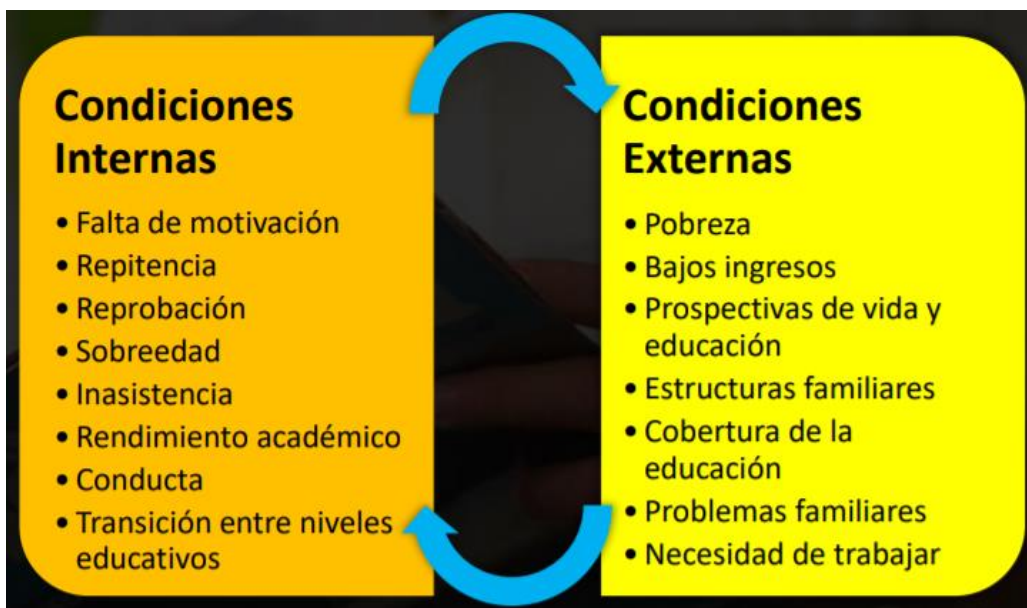 Condiciones
Internas
• Falta de motivación
• Repitencia
• Reprobación
• Sobreedad
• Inasistencia
• Rendimiento académico
• Conducta
• Transición entre niveles
educativos
Condiciones
Externas
• Pobreza
• Bajos ingresos
• Prospectivas de vida y
educación
• Estructuras familiares
• Cobertura de la
educación
• Problemas familiares
• Necesidad de trabajar